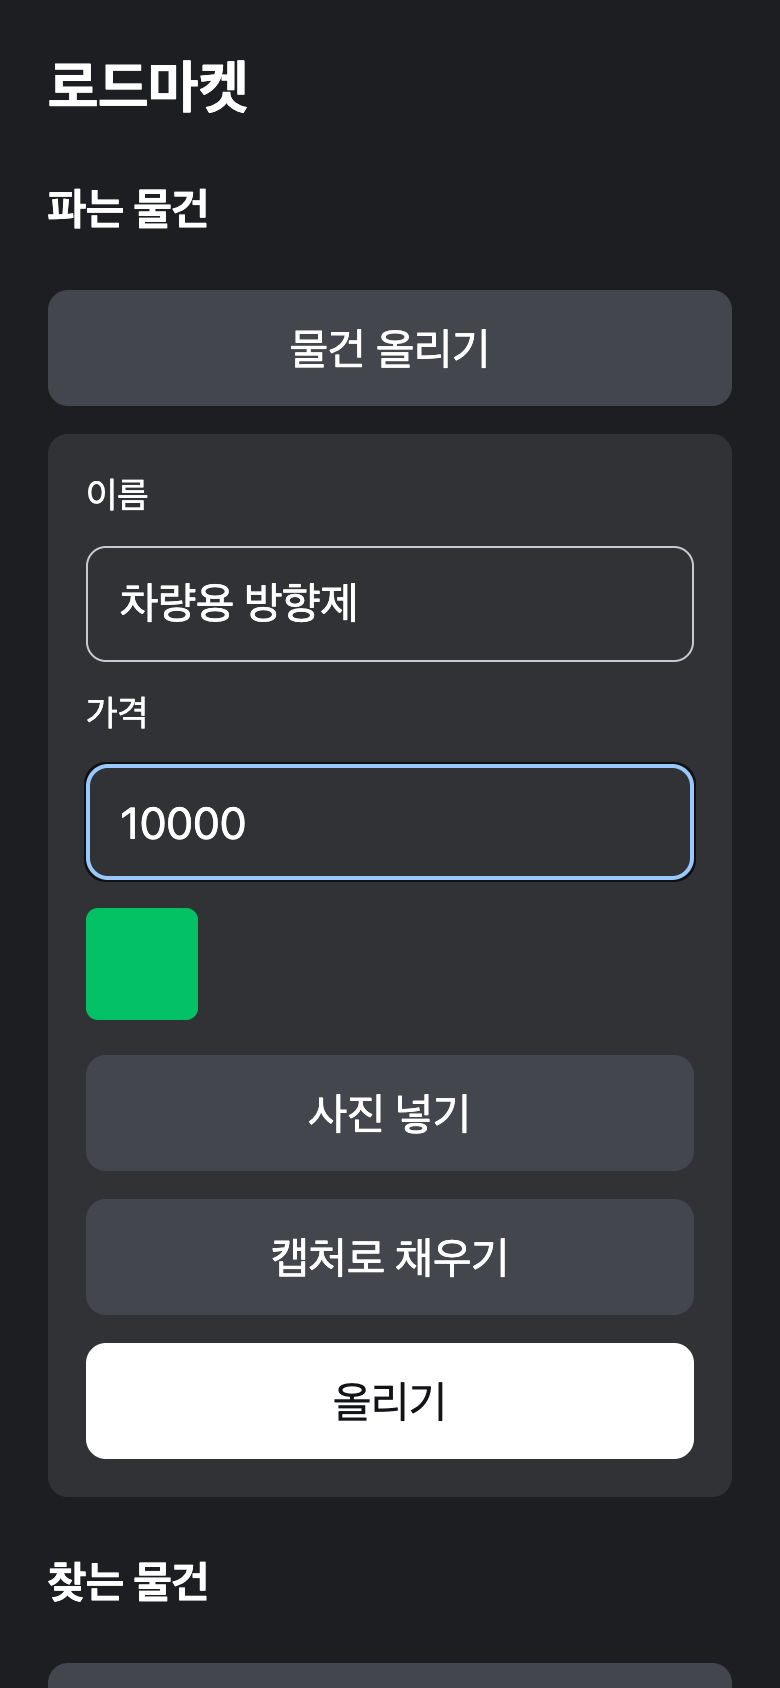 로드마켓
파는 물건
물건 올리기
이름
차량용 방향제
가격
10000
사진 넣기
캡처로 채우기
올리기
찾는 물건